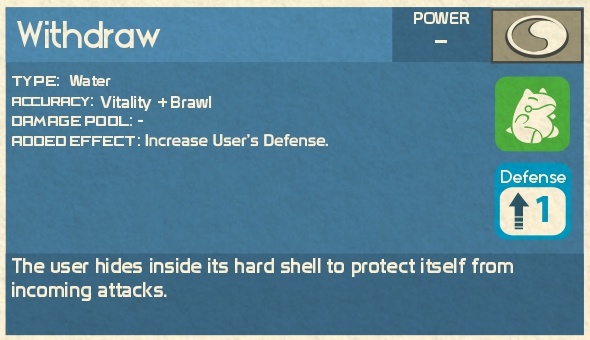 Withdraw
POWER
–
TYPE: Water
ACCURACY: Vitality + Brawl
DAMAGE POOL: -
ADDED EFFECT: Increase User's Defense.
Defense
1
The user hides inside its hard shell to protect itself from
incoming attacks.